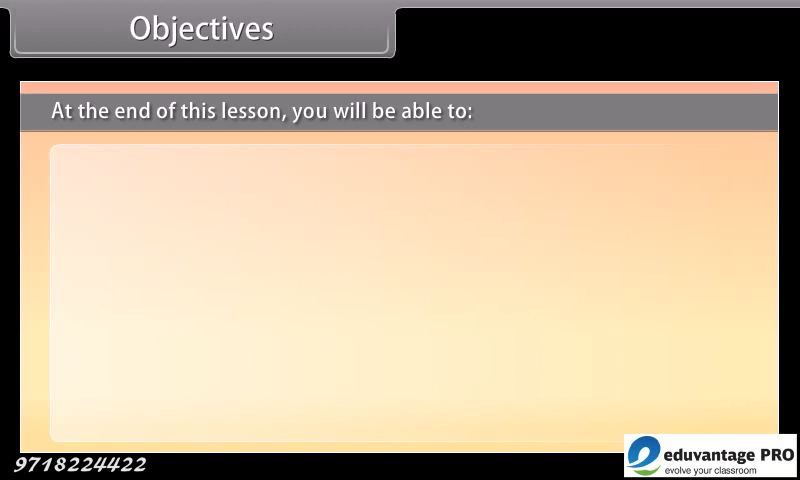 Objectives
At the end of this lesson, you will be able to:
9718224422
eduvantage PRO
evolve your classroom